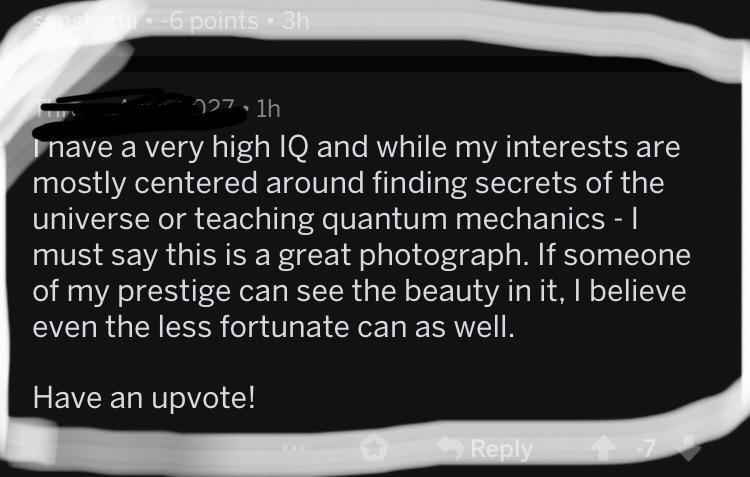 sanskami • -6 points • 3h
027 • 1h
I have a very high IQ and while my interests are
mostly centered around finding secrets of the
universe or teaching quantum mechanics - I
must say this is a great photograph. If someone
of my prestige can see the beauty in it, I believe
even the less fortunate can as well.
Have an upvote!
Reply -7